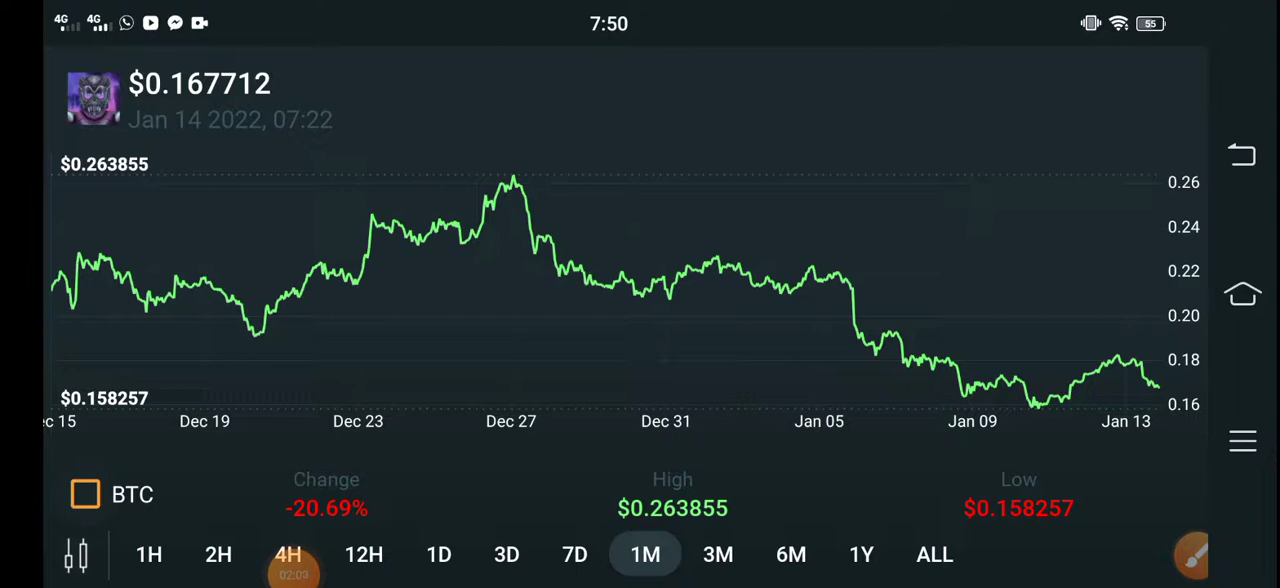 4G 4G 7:50 55
$0.167712
Jan 14 2022, 07:22
$0.263855
0.26
0.24
0.22
0.20
0.18
$0.158257
0.16
c 15 Dec 19 Dec 23 Dec 27 Dec 31 Jan 05 Jan 09 Jan 13
BTC
Change High Low
-20.69% $0.263855 $0.158257
1H 2H 4H 12H 1D 3D 7D 1M 3M 6M 1Y ALL